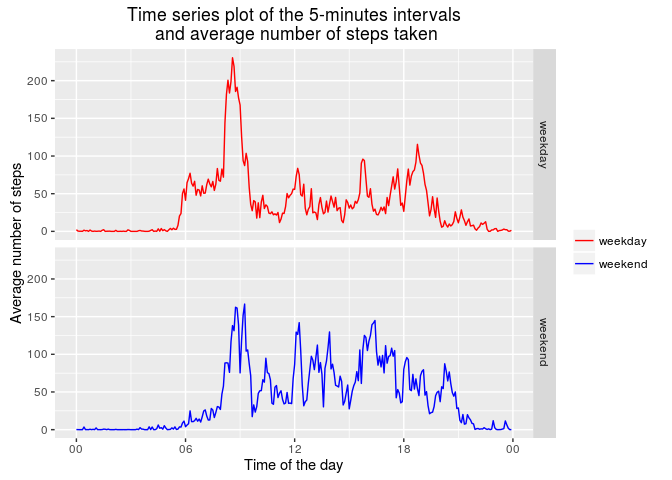 Time series plot of the 5-minutes intervals
and average number of steps taken
Average number of steps
200
150
100
50
0
weekday
200
150
100
50
0
weekend
00 06 12 18 00
Time of the day
weekday
weekend